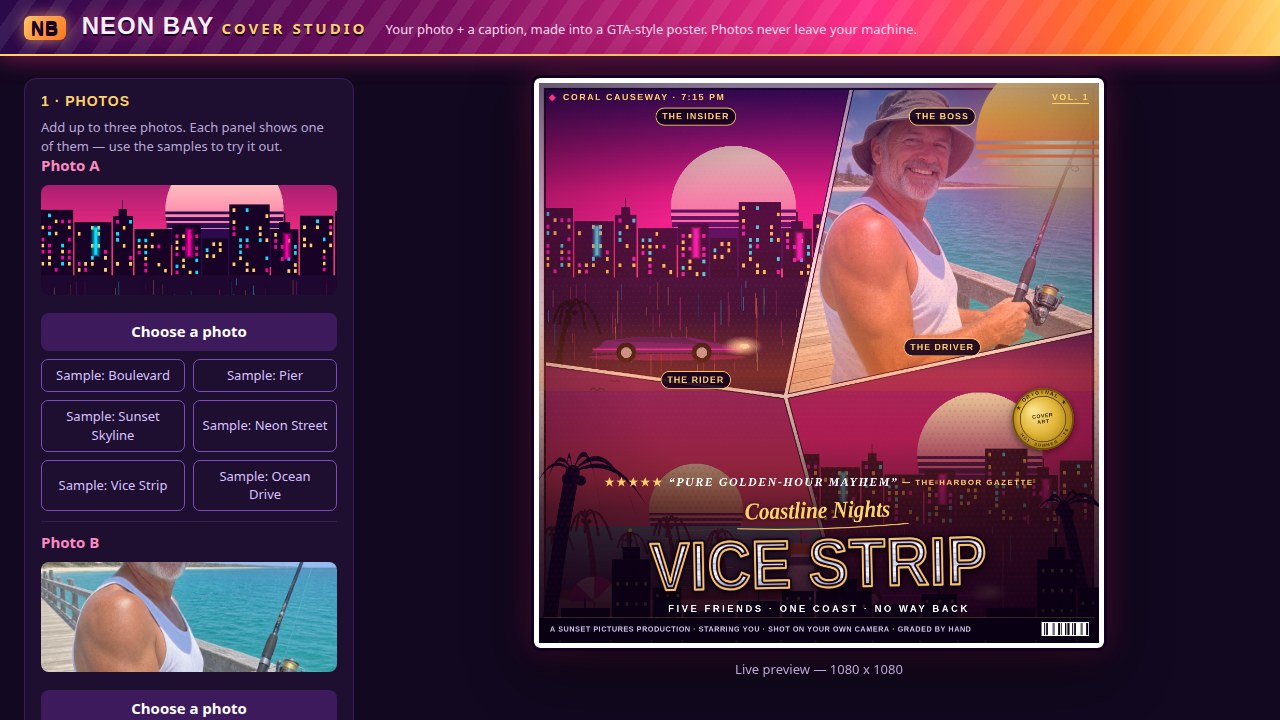 NB NEON BAY COVER STUDIO Your photo + a caption, made into a GTA-style poster. Photos never leave your machine.
1 · PHOTOS
Add up to three photos. Each panel shows one
of them — use the samples to try it out.
Photo A
Choose a photo
Sample: Boulevard
Sample: Pier
Sample: Sunset
Skyline
Sample: Neon Street
Sample: Vice Strip
Sample: Ocean
Drive
Photo B
Choose a photo
CORAL CAUSEWAY · 7:15 PM
VOL. 1
THE INSIDER
THE BOSS
THE DRIVER
THE RIDER
ORIGINAL
COVER
ART
★★★★★ “PURE GOLDEN-HOUR MAYHEM” — THE HARBOR GAZETTE
Coastline Nights
VICE STRIP
FIVE FRIENDS · ONE COAST · NO WAY BACK
A SUNSET PICTURES PRODUCTION · STARRING YOU · SHOT ON YOUR OWN CAMERA · GRADED BY HAND
Live preview — 1080 x 1080